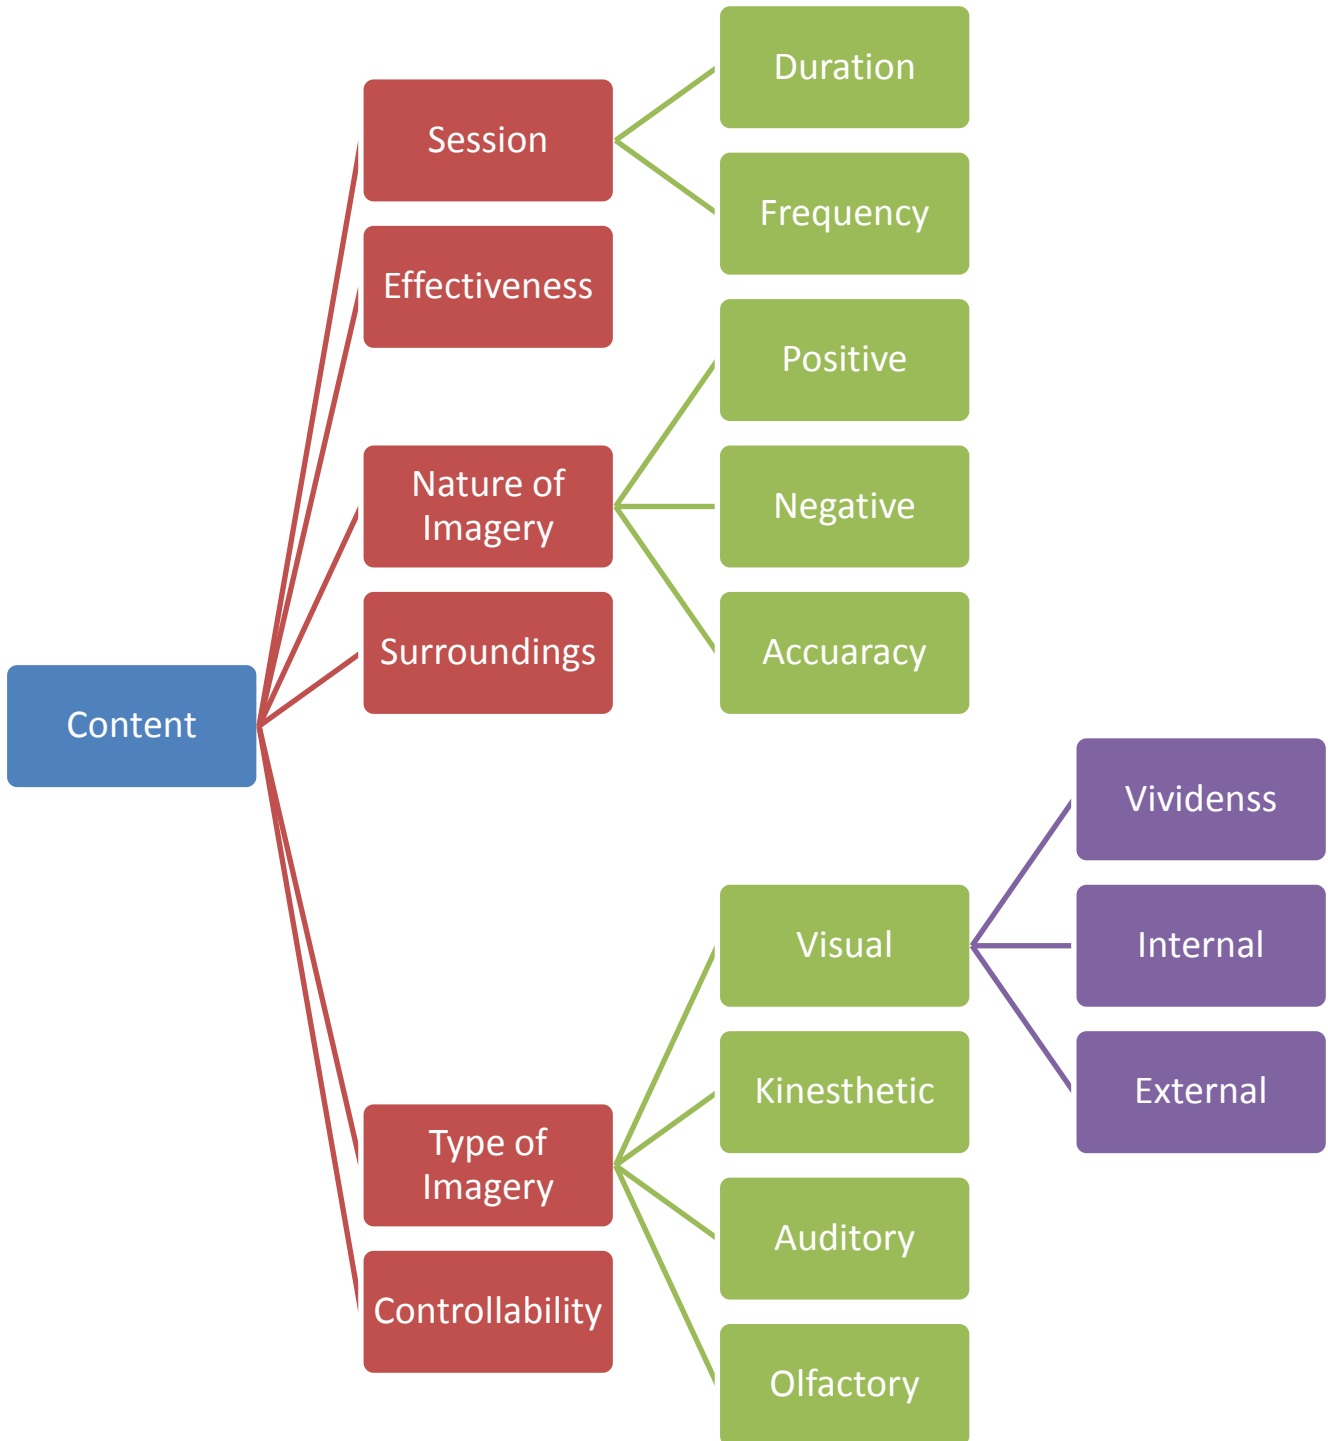 Duration
Session
Frequency
Effectiveness
Positive
Nature of
Imagery
Negative
Surroundings
Accuaracy
Content
Vividenss
Visual
Internal
Kinesthetic
External
Type of
Imagery
Auditory
Controllability
Olfactory